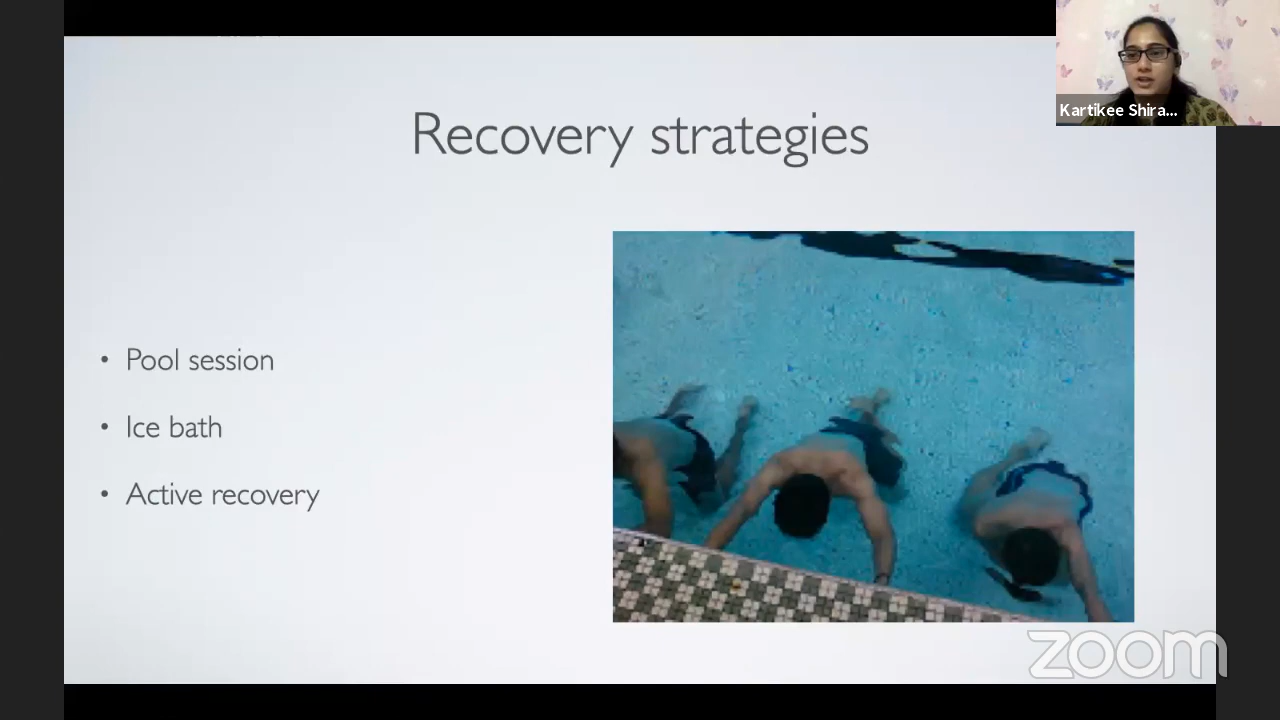 Recovery strategies
Kartikee Shira...
• Pool session
• Ice bath
• Active recovery
zoom